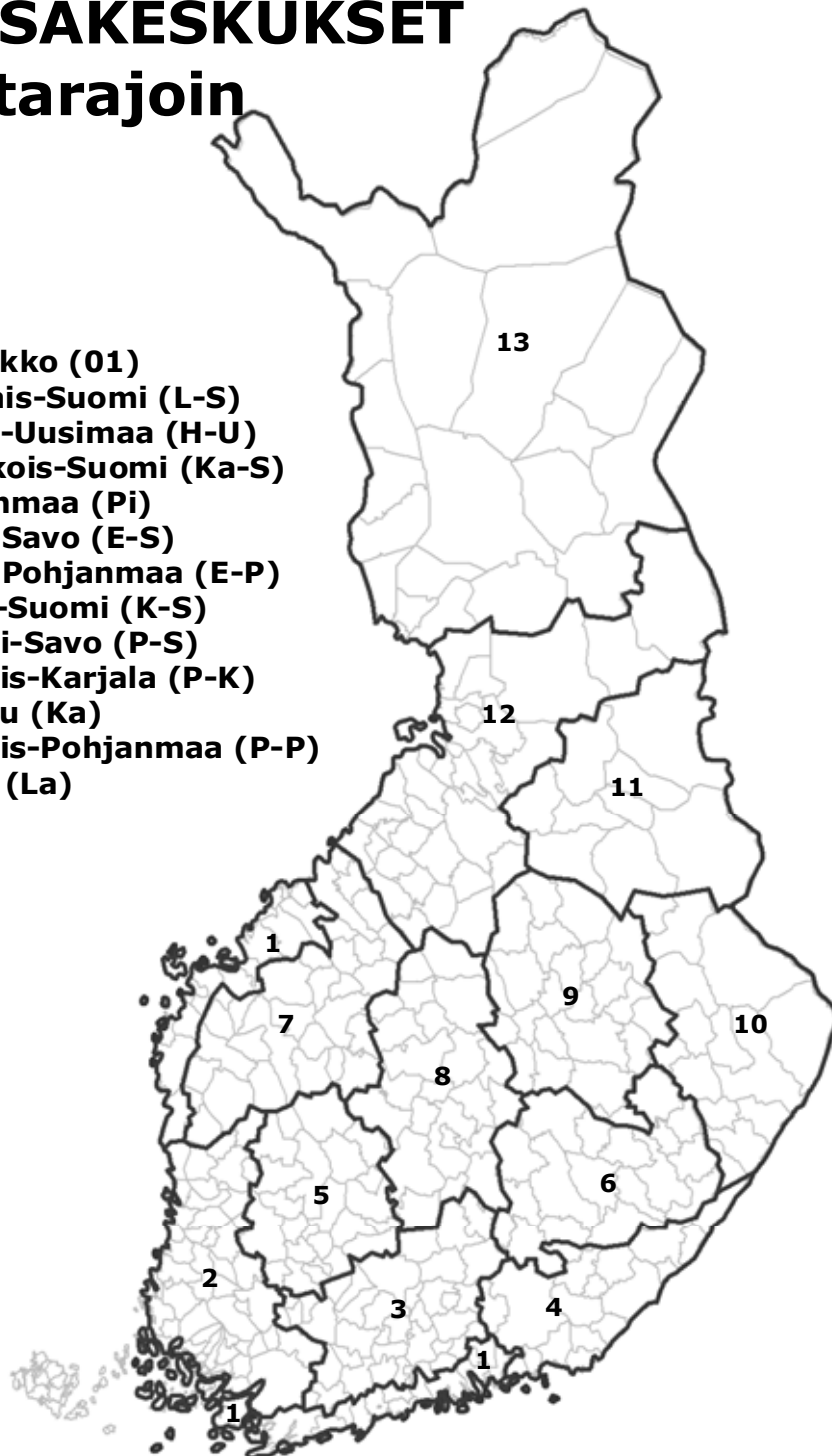 SAKESKUKSET
tarajoin
kko (01)
nis-Suomi (L-S)
-Uusimaa (H-U)
kois-Suomi (Ka-S)
nmaa (Pi)
Savo (E-S)
Pohjanmaa (E-P)
-Suomi (K-S)
i-Savo (P-S)
is-Karjala (P-K)
u (Ka)
is-Pohjanmaa (P-P)
(La)
13
12
11
1
9
7
10
8
6
5
2
3
4
1
1